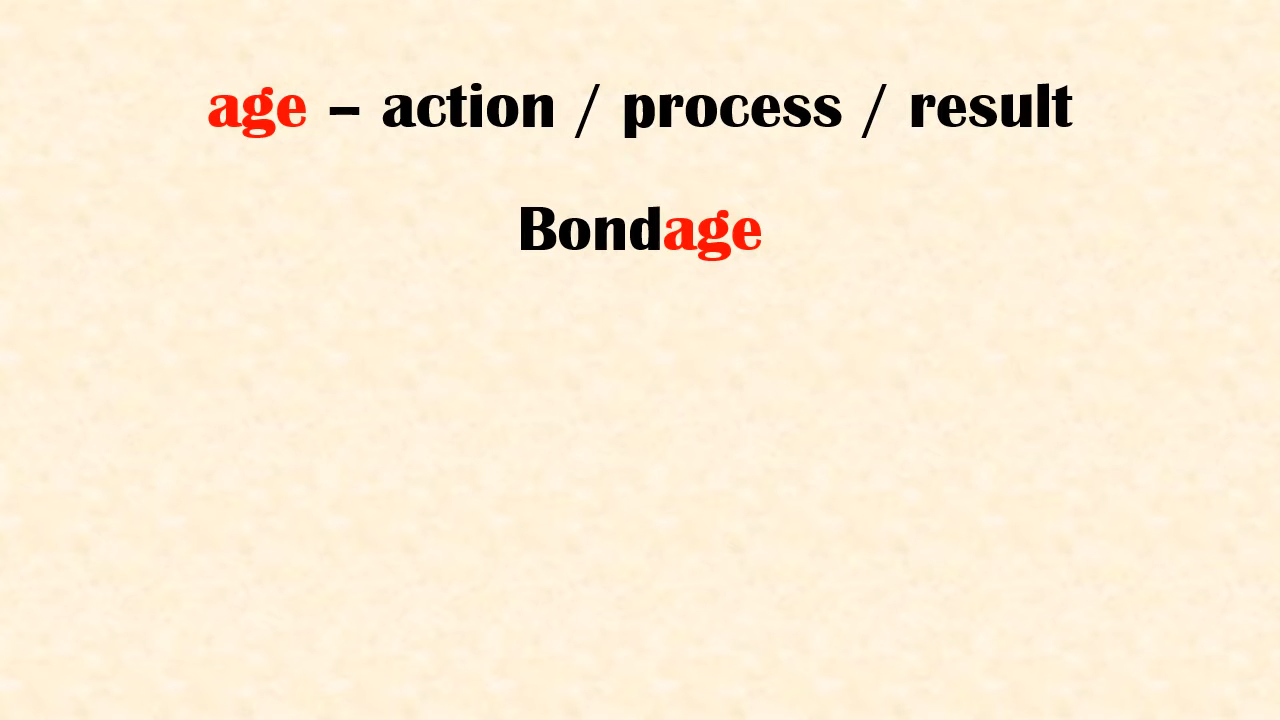 age – action / process / result
Bondage